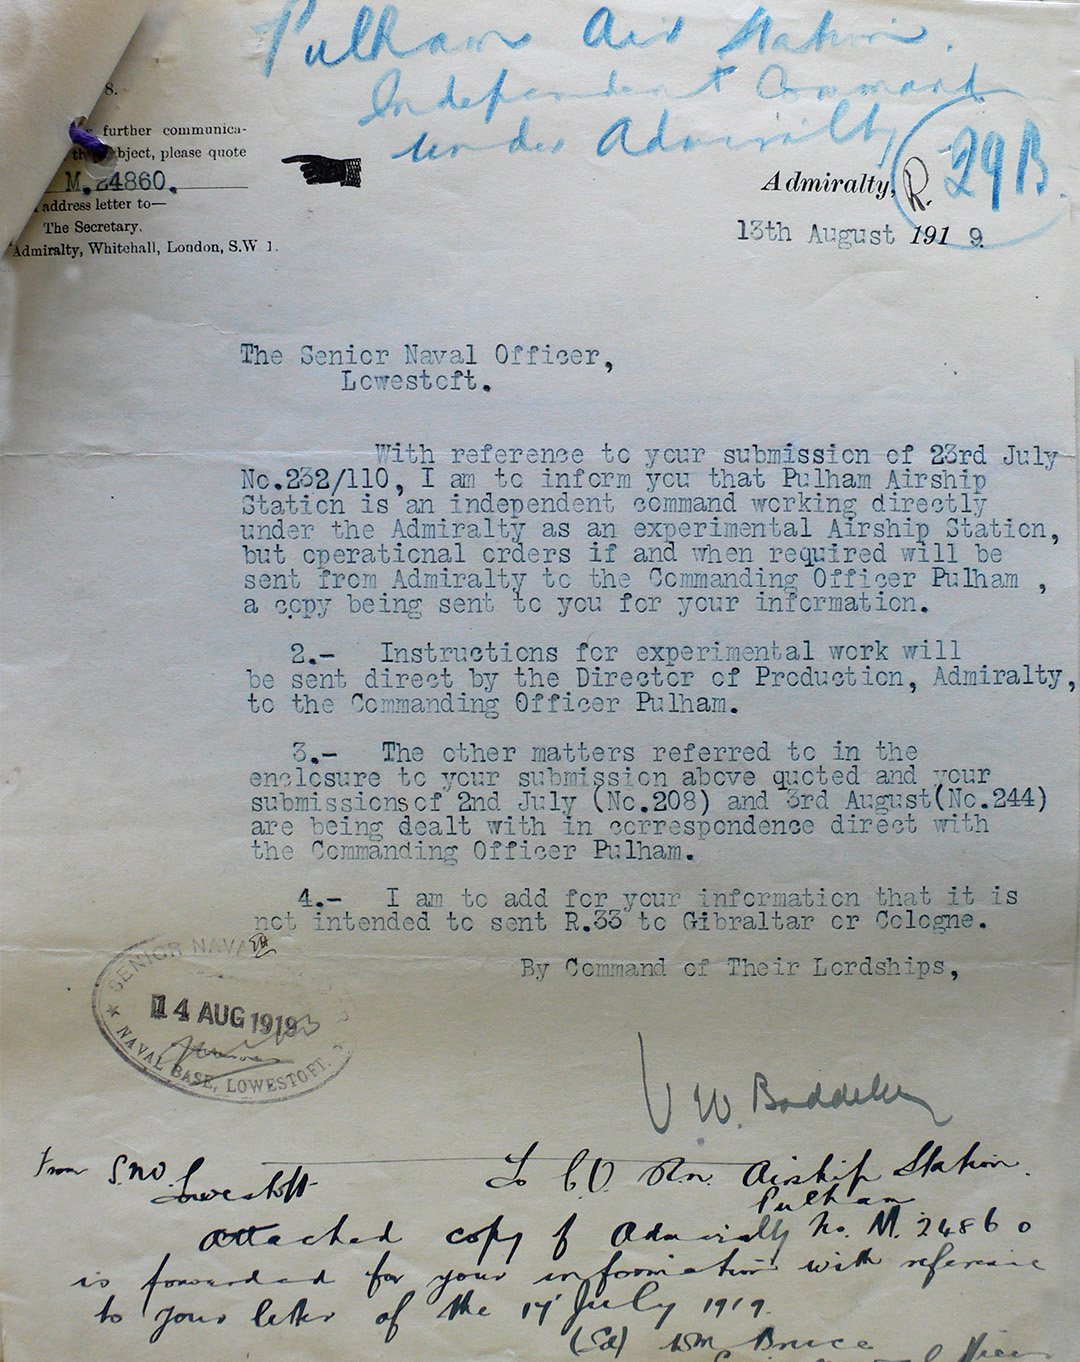 Pulham Air Station.
Independent Command
under Admiralty
29B
R.
S.
further communica-
bject, please quote
M.24860.
address letter to—
The Secretary.
Admiralty, Whitehall, London, S.W 1.
Admiralty,
13th August 1919.
The Senior Naval Officer,
Lowestoft.
With reference to your submission of 23rd July
No.232/110, I am to inform you that Pulham Airship
Station is an independent command working directly
under the Admiralty as an experimental Airship Station,
but operational orders if and when required will be
sent from Admiralty to the Commanding Officer Pulham ,
a copy being sent to you for your information.
2.- Instructions for experimental work will
be sent direct by the Director of Production, Admiralty,
to the Commanding Officer Pulham.
3.- The other matters referred to in the
enclosure to your submission above quoted and your
submissions of 2nd July (No.208) and 3rd August(No.244)
are being dealt with in correspondence direct with
the Commanding Officer Pulham.
4.- I am to add for your information that it is
not intended to sent R.33 to Gibraltar or Cologne.
By Command of Their Lordships,
SENIOR NAVA
14 AUG 1919
NAVAL BASE, LOWESTOFT.
V.W. Baddeley
From S.N.O. To C.O. R.N. Airship Station.
Lowestoft Pulham
Attached copy of Admiralty No. M.24860
is forwarded for your information with reference
to your letter of the 17 July 1919.
(Sd) Wm Bruce